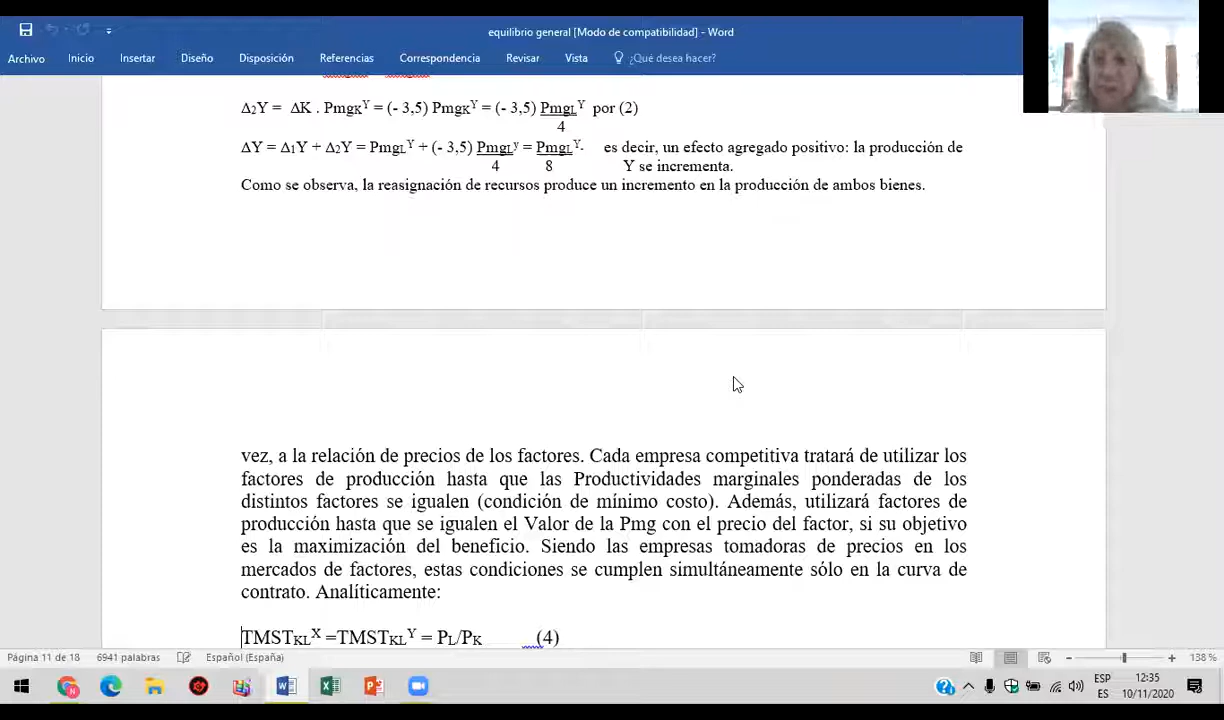 equilibrio general [Modo de compatibilidad] - Word
Archivo Inicio Insertar Diseño Disposición Referencias Correspondencia Revisar Vista ¿Qué desea hacer?
Δ₂Y = ΔK . PmgKʸ = (- 3,5) PmgKʸ = (- 3,5) PmgLʸ por (2)
4
ΔY = Δ₁Y + Δ₂Y = PmgLʸ + (- 3,5) PmgLʸ = PmgLʸ· es decir, un efecto agregado positivo: la producción de
4 8 Y se incrementa.
Como se observa, la reasignación de recursos produce un incremento en la producción de ambos bienes.
vez, a la relación de precios de los factores. Cada empresa competitiva tratará de utilizar los
factores de producción hasta que las Productividades marginales ponderadas de los
distintos factores se igualen (condición de mínimo costo). Además, utilizará factores de
producción hasta que se igualen el Valor de la Pmg con el precio del factor, si su objetivo
es la maximización del beneficio. Siendo las empresas tomadoras de precios en los
mercados de factores, estas condiciones se cumplen simultáneamente sólo en la curva de
contrato. Analíticamente:
TMSTKLˣ =TMSTKLʸ = PL/PK (4)
Página 11 de 18 6941 palabras Español (España) 138 %
ESP 12:35
ES 10/11/2020